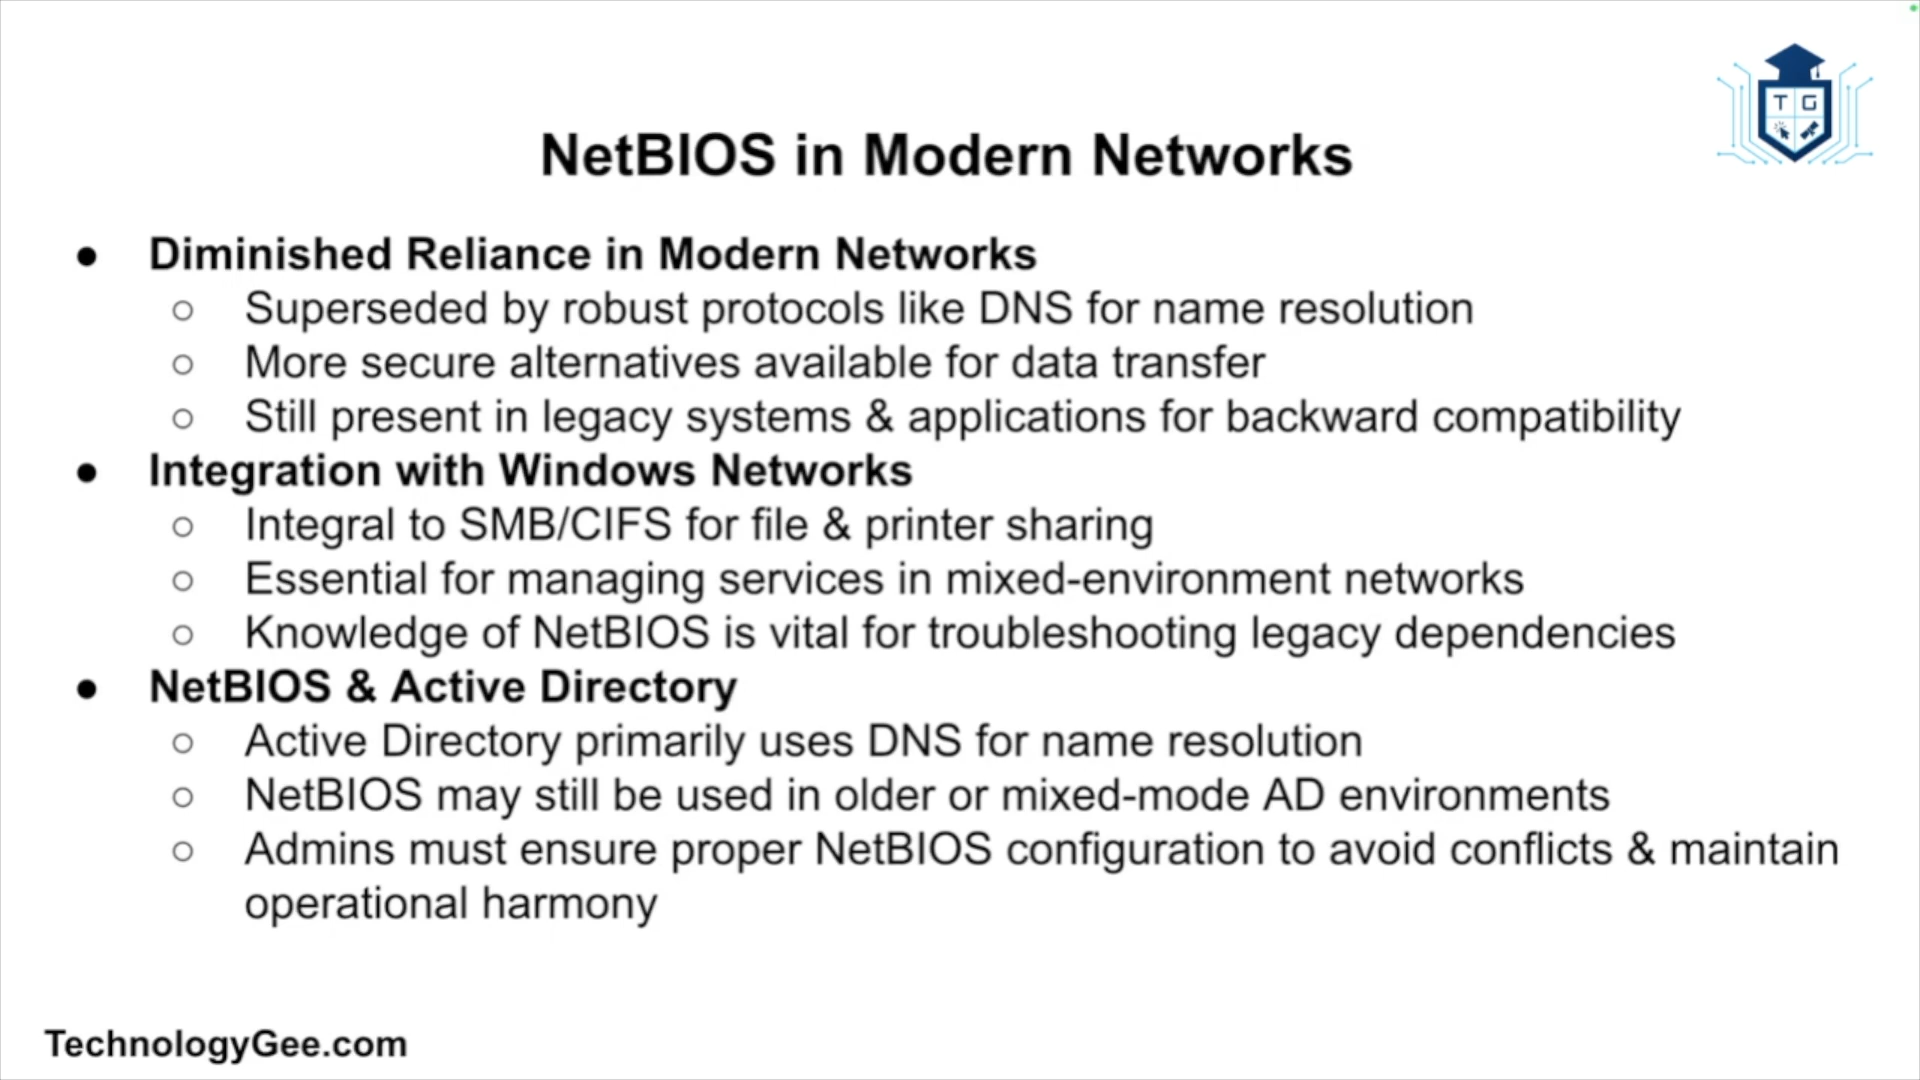 T G
NetBIOS in Modern Networks
● Diminished Reliance in Modern Networks
○ Superseded by robust protocols like DNS for name resolution
○ More secure alternatives available for data transfer
○ Still present in legacy systems & applications for backward compatibility
● Integration with Windows Networks
○ Integral to SMB/CIFS for file & printer sharing
○ Essential for managing services in mixed-environment networks
○ Knowledge of NetBIOS is vital for troubleshooting legacy dependencies
● NetBIOS & Active Directory
○ Active Directory primarily uses DNS for name resolution
○ NetBIOS may still be used in older or mixed-mode AD environments
○ Admins must ensure proper NetBIOS configuration to avoid conflicts & maintain
operational harmony
TechnologyGee.com